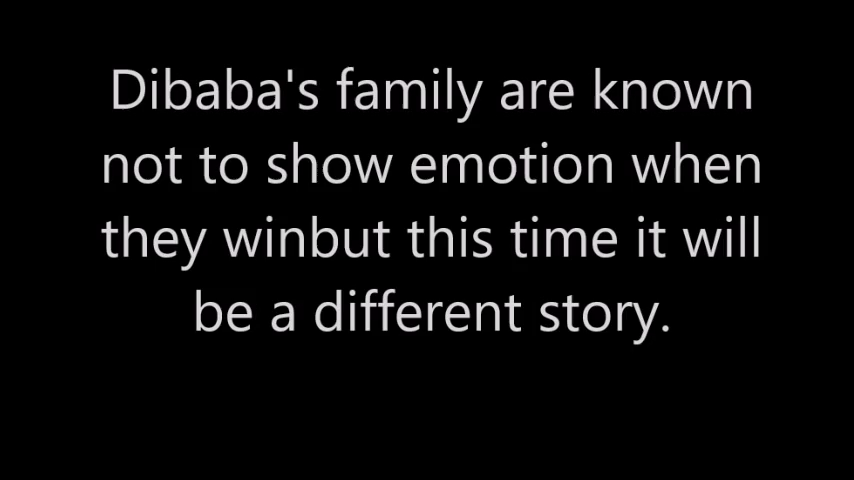 Dibaba's family are known
not to show emotion when
they winbut this time it will
be a different story.